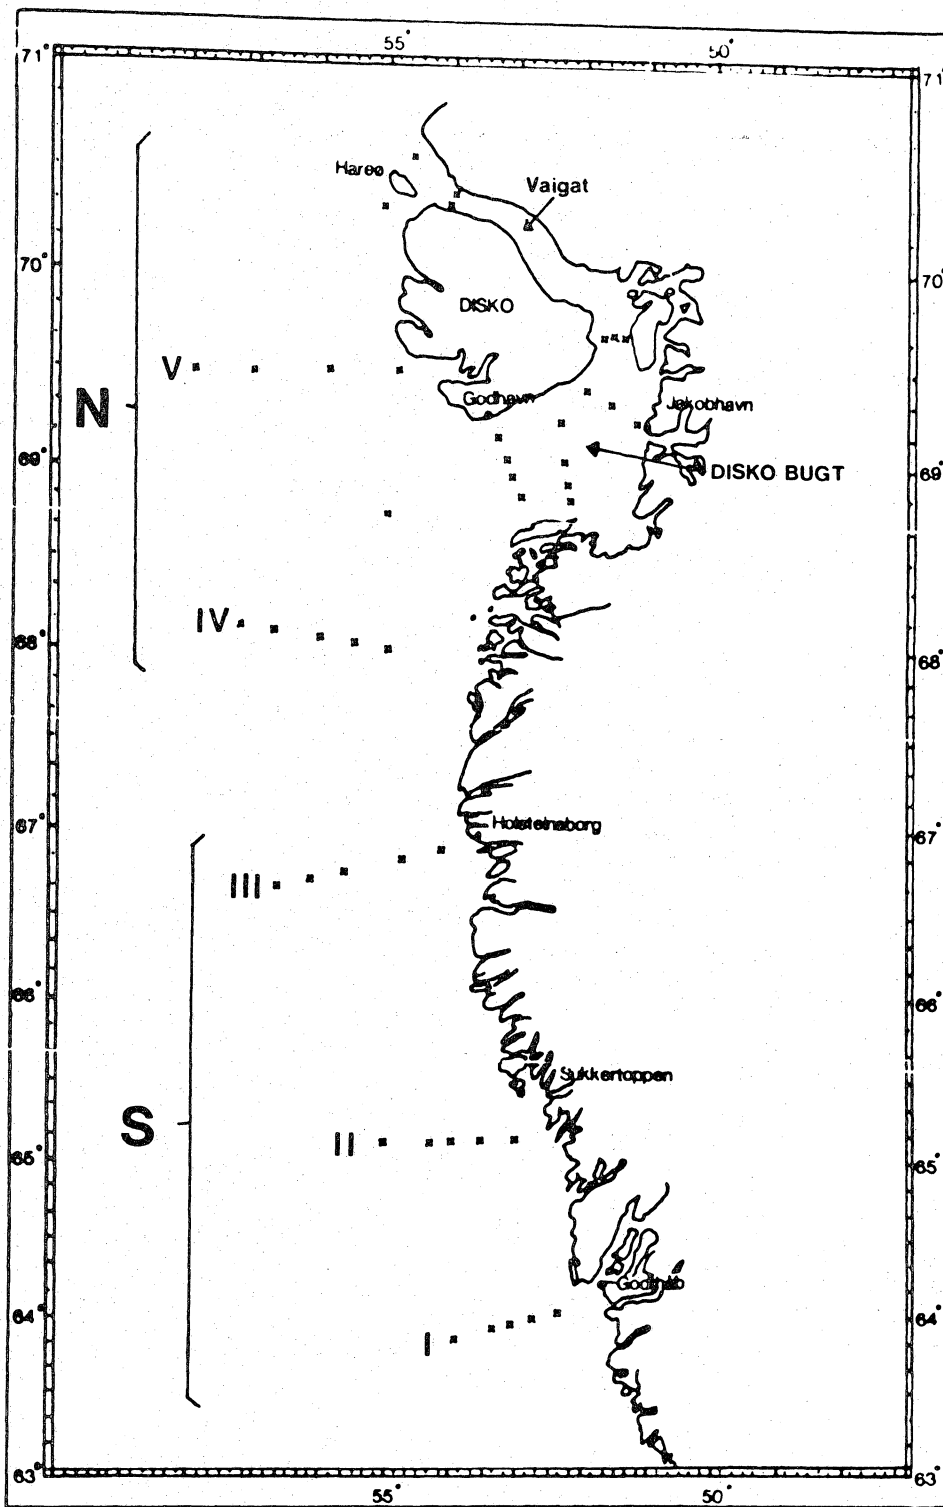 55° 50°
71° 71°
Hareø
Vaigat
70° 70°
DISKO
V
N
Godhavn Jakobhavn
69° DISKO BUGT 69°
IV
68° 68°
67° Holsteinsborg 67°
III
66° 66°
Sukkertoppen
S
II
65° 65°
Godthåb
64° 64°
I
63° 63°
55° 50°